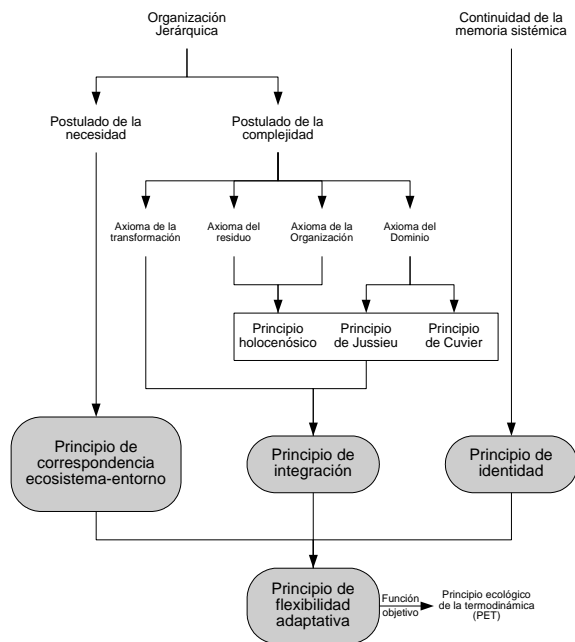 Organización
Jerárquica
Continuidad de la
memoria sistémica
Postulado de la
necesidad
Postulado de la
complejidad
Axioma de la
transformación
Axioma del
residuo
Axioma de la
Organización
Axioma del
Dominio
Principio
holocenósico
Principio
de Jussieu
Principio
de Cuvier
Principio de
correspondencia
ecosistema-entorno
Principio de
integración
Principio de
identidad
Principio de
flexibilidad
adaptativa
Función
objetivo
Principio ecológico
de la termodinámica
(PET)